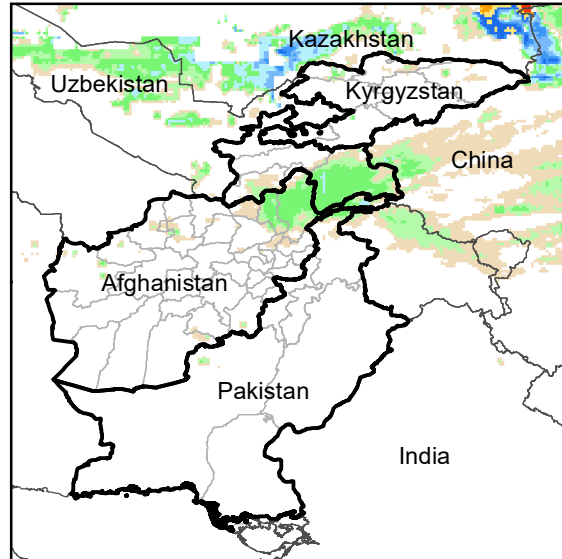 Kazakhstan
Uzbekistan
Kyrgyzstan
China
Afghanistan
Pakistan
India